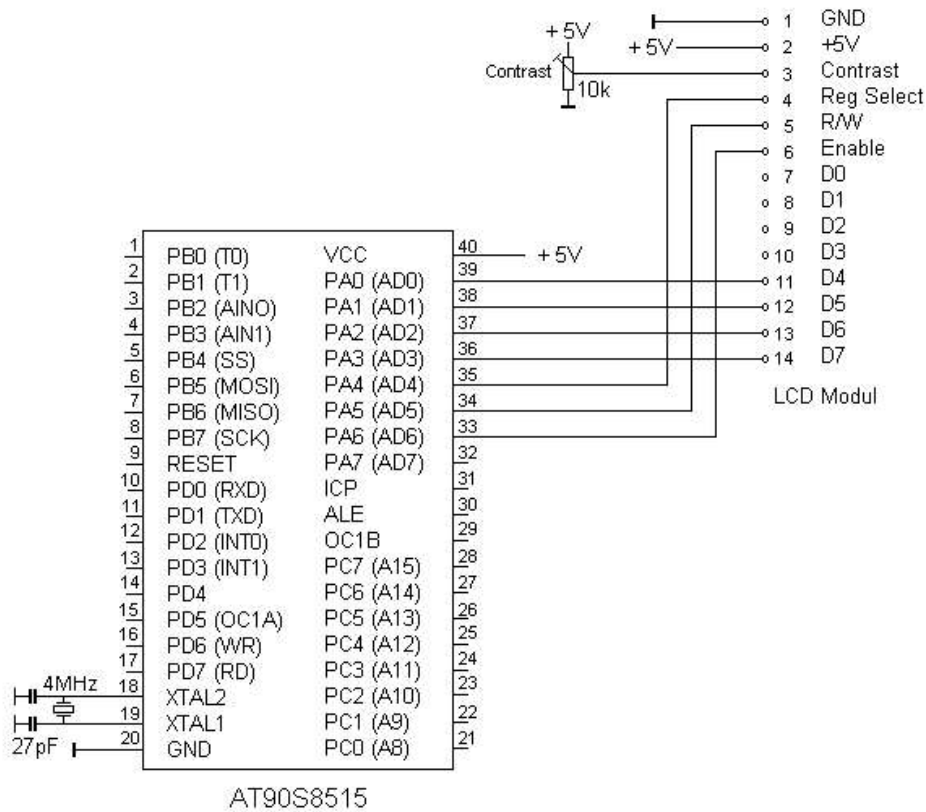 +5V
Contrast
10k
+5V
1 GND
2 +5V
3 Contrast
4 Reg Select
5 R/W
6 Enable
7 D0
8 D1
9 D2
10 D3
11 D4
12 D5
13 D6
14 D7
LCD Modul
1 PB0 (T0) VCC 40 +5V
2 PB1 (T1) PA0 (AD0) 39
3 PB2 (AIN0) PA1 (AD1) 38
4 PB3 (AIN1) PA2 (AD2) 37
5 PB4 (SS) PA3 (AD3) 36
6 PB5 (MOSI) PA4 (AD4) 35
7 PB6 (MISO) PA5 (AD5) 34
8 PB7 (SCK) PA6 (AD6) 33
9 RESET PA7 (AD7) 32
10 PD0 (RXD) ICP 31
11 PD1 (TXD) ALE 30
12 PD2 (INT0) OC1B 29
13 PD3 (INT1) PC7 (A15) 28
14 PD4 PC6 (A14) 27
15 PD5 (OC1A) PC5 (A13) 26
16 PD6 (WR) PC4 (A12) 25
17 PD7 (RD) PC3 (A11) 24
4MHz 18 XTAL2 PC2 (A10) 23
19 XTAL1 PC1 (A9) 22
27pF 20 GND PC0 (A8) 21
AT90S8515